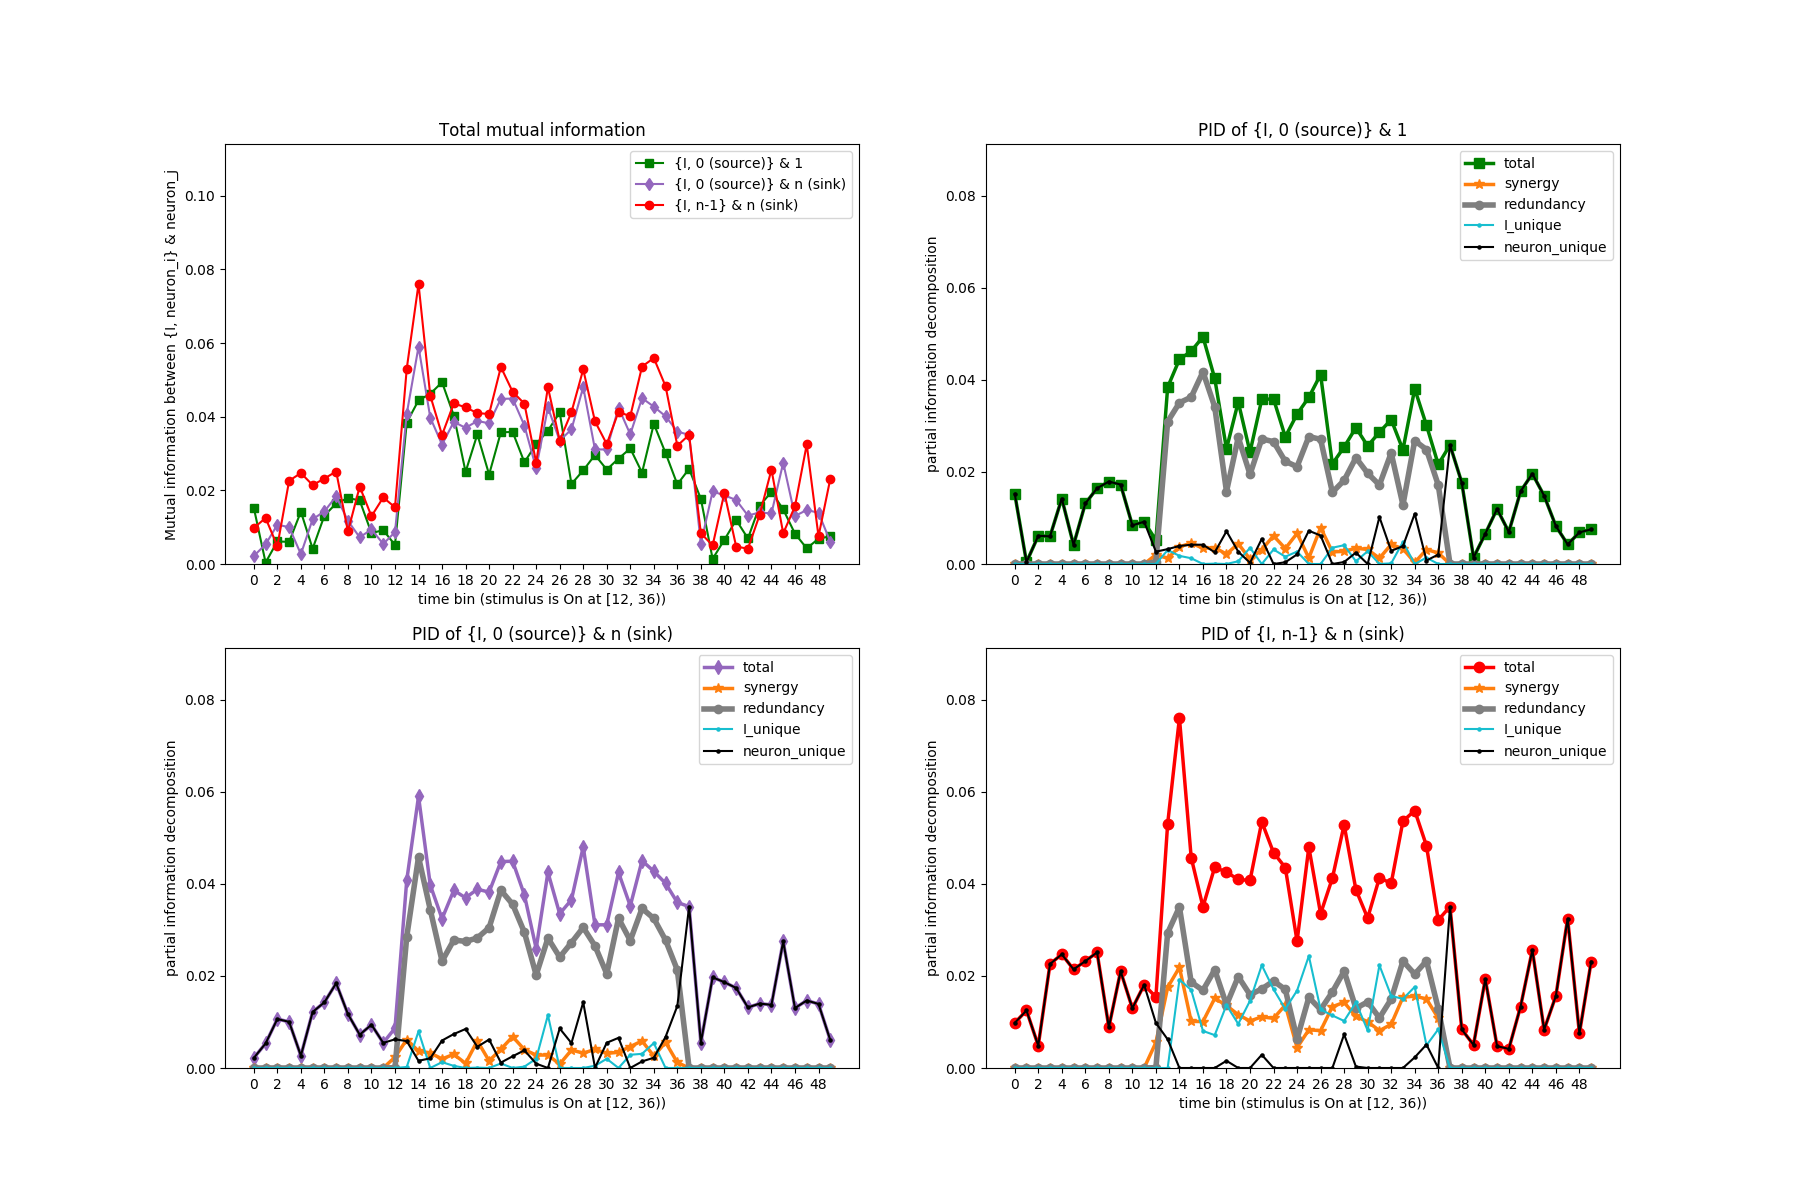 Total mutual information
Mutual information between {I, neuron_i} & neuron_j
0.10
0.08
0.06
0.04
0.02
0.00
{I, 0 (source)} & 1
{I, 0 (source)} & n (sink)
{I, n-1} & n (sink)
0 2 4 6 8 10 12 14 16 18 20 22 24 26 28 30 32 34 36 38 40 42 44 46 48
time bin (stimulus is On at [12, 36))
PID of {I, 0 (source)} & 1
partial information decomposition
0.08
0.06
0.04
0.02
0.00
total
synergy
redundancy
I_unique
neuron_unique
0 2 4 6 8 10 12 14 16 18 20 22 24 26 28 30 32 34 36 38 40 42 44 46 48
time bin (stimulus is On at [12, 36))
PID of {I, 0 (source)} & n (sink)
partial information decomposition
0.08
0.06
0.04
0.02
0.00
total
synergy
redundancy
I_unique
neuron_unique
0 2 4 6 8 10 12 14 16 18 20 22 24 26 28 30 32 34 36 38 40 42 44 46 48
time bin (stimulus is On at [12, 36))
PID of {I, n-1} & n (sink)
partial information decomposition
0.08
0.06
0.04
0.02
0.00
total
synergy
redundancy
I_unique
neuron_unique
0 2 4 6 8 10 12 14 16 18 20 22 24 26 28 30 32 34 36 38 40 42 44 46 48
time bin (stimulus is On at [12, 36))